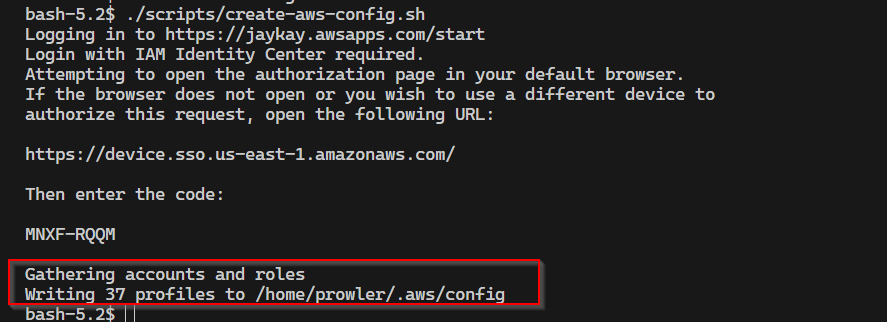 bash-5.2$ ./scripts/create-aws-config.sh
Logging in to https://jaykay.awsapps.com/start
Login with IAM Identity Center required.
Attempting to open the authorization page in your default browser.
If the browser does not open or you wish to use a different device to
authorize this request, open the following URL:
https://device.sso.us-east-1.amazonaws.com/
Then enter the code:
MNXF-RQQM
Gathering accounts and roles
Writing 37 profiles to /home/prowler/.aws/config
bash-5.2$